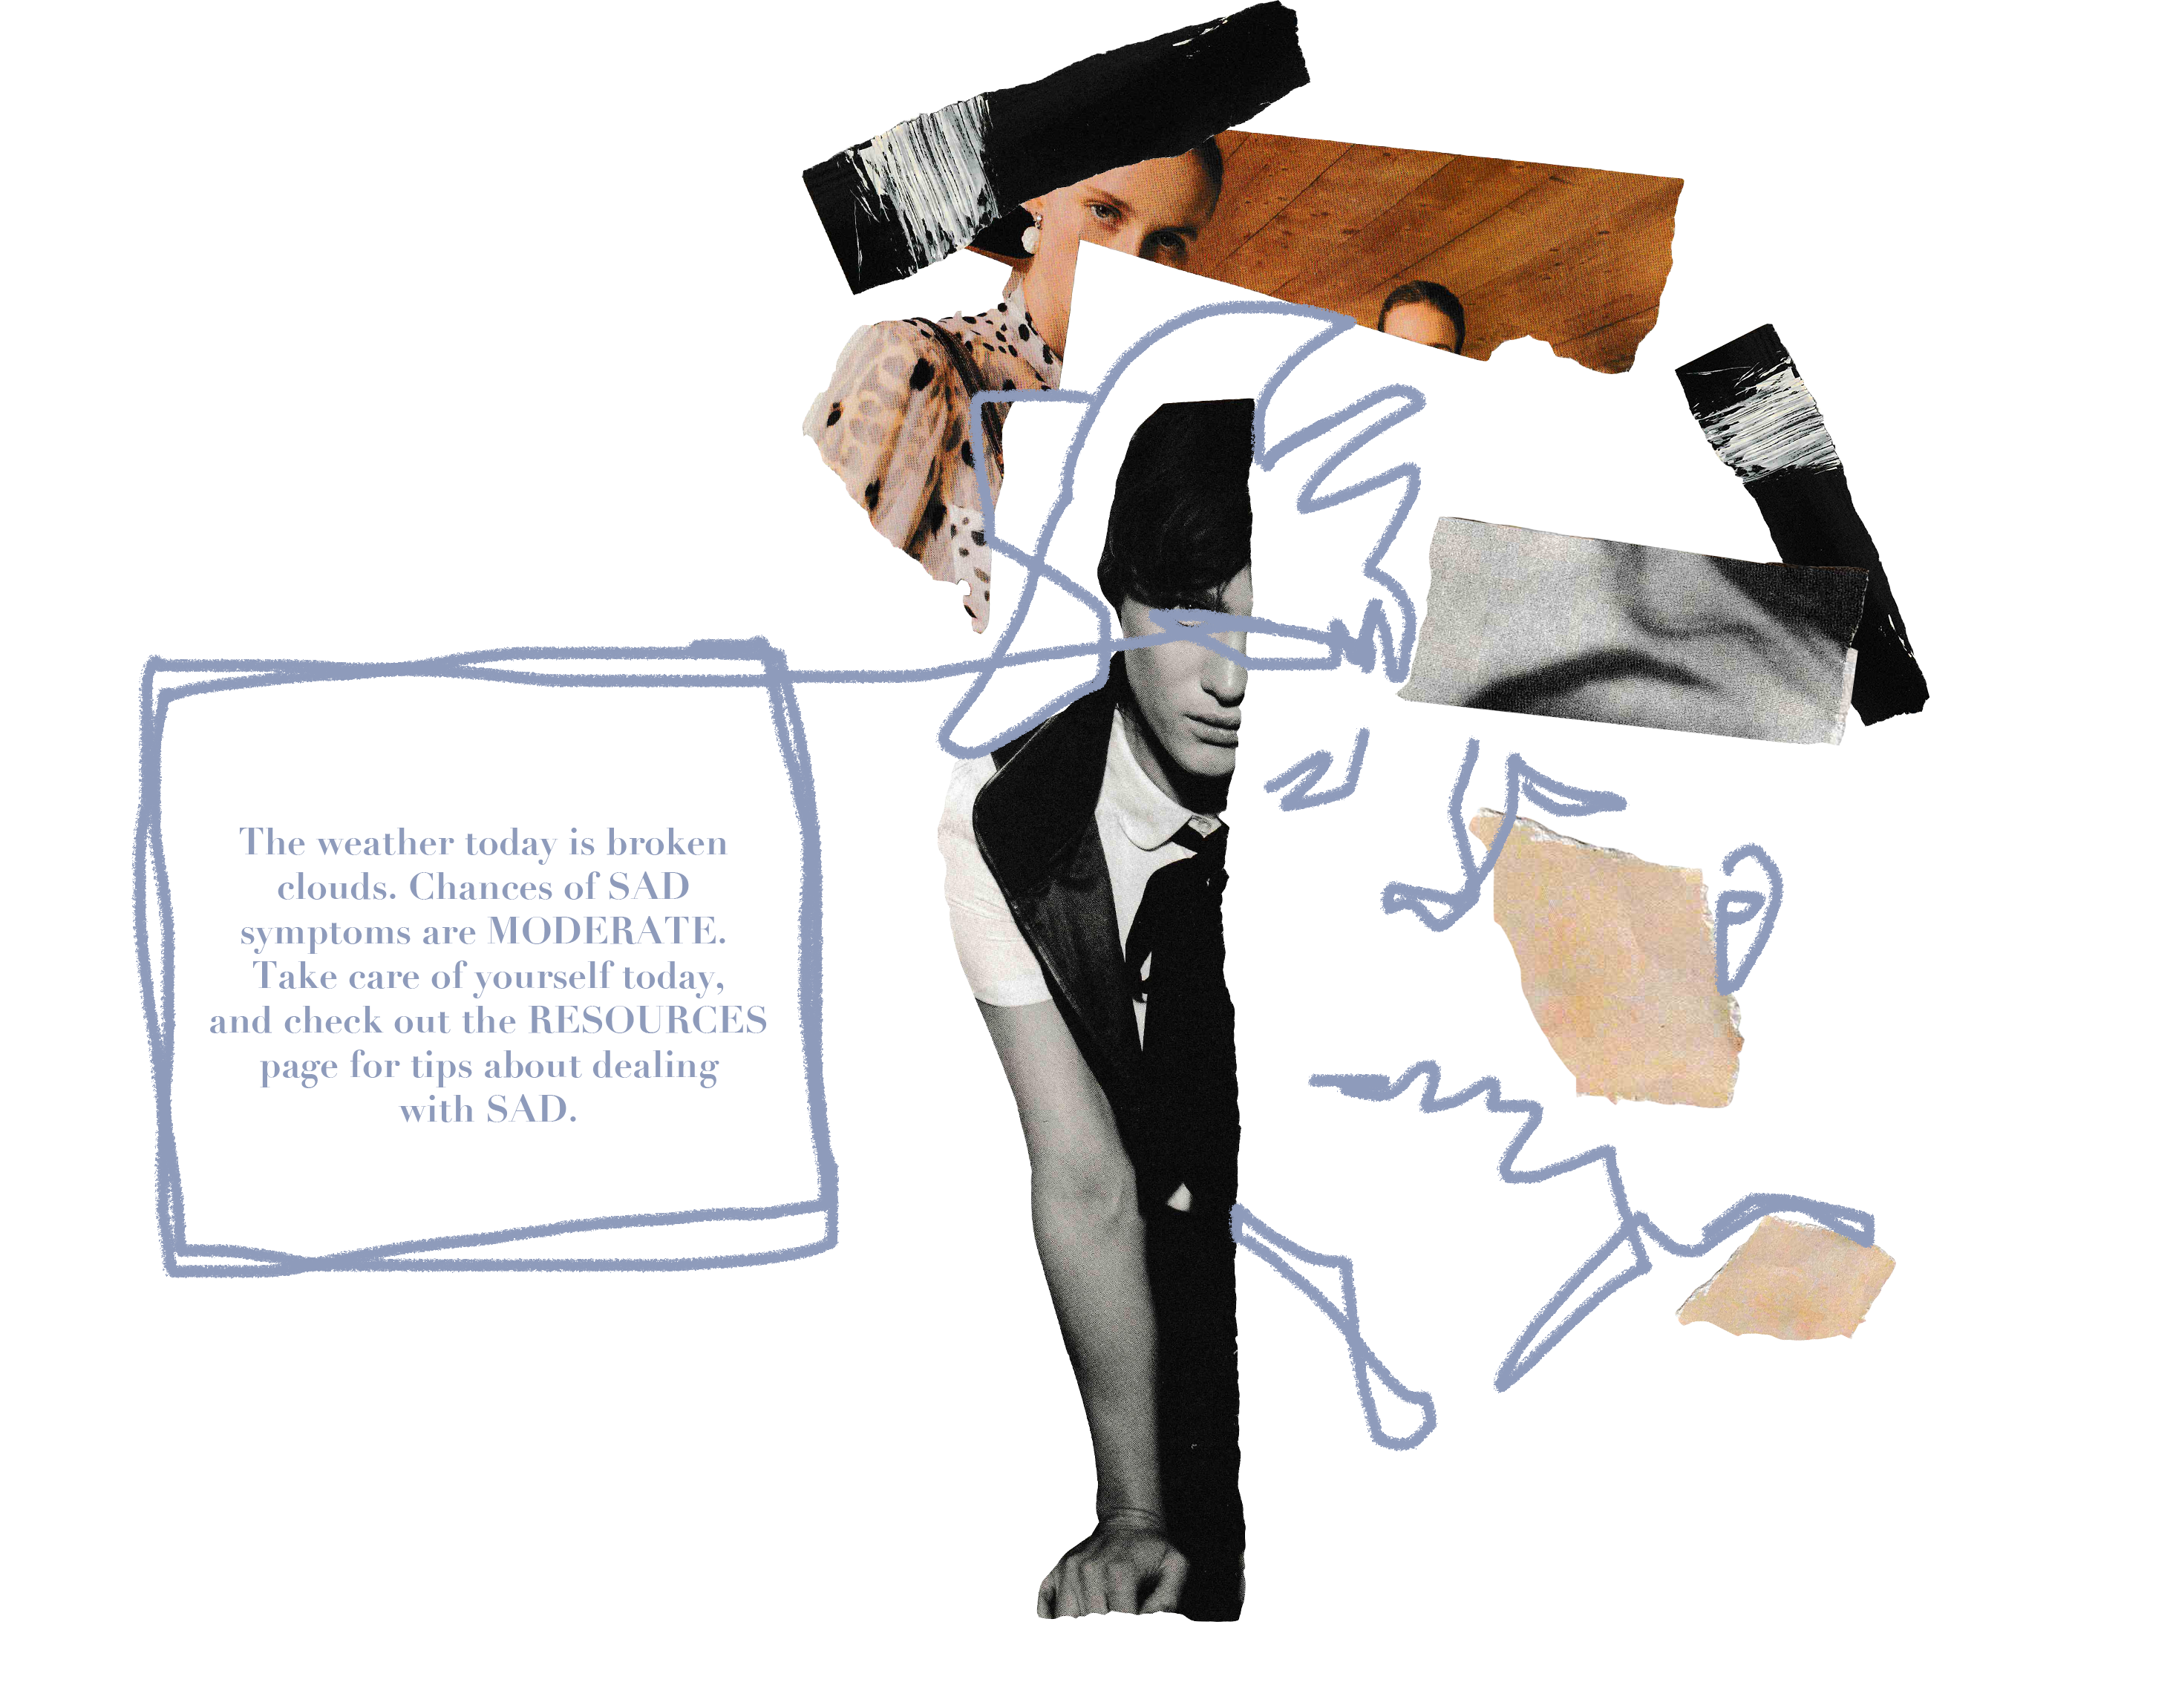 The weather today is broken
clouds. Chances of SAD
symptoms are MODERATE.
Take care of yourself today,
and check out the RESOURCES
page for tips about dealing
with SAD.